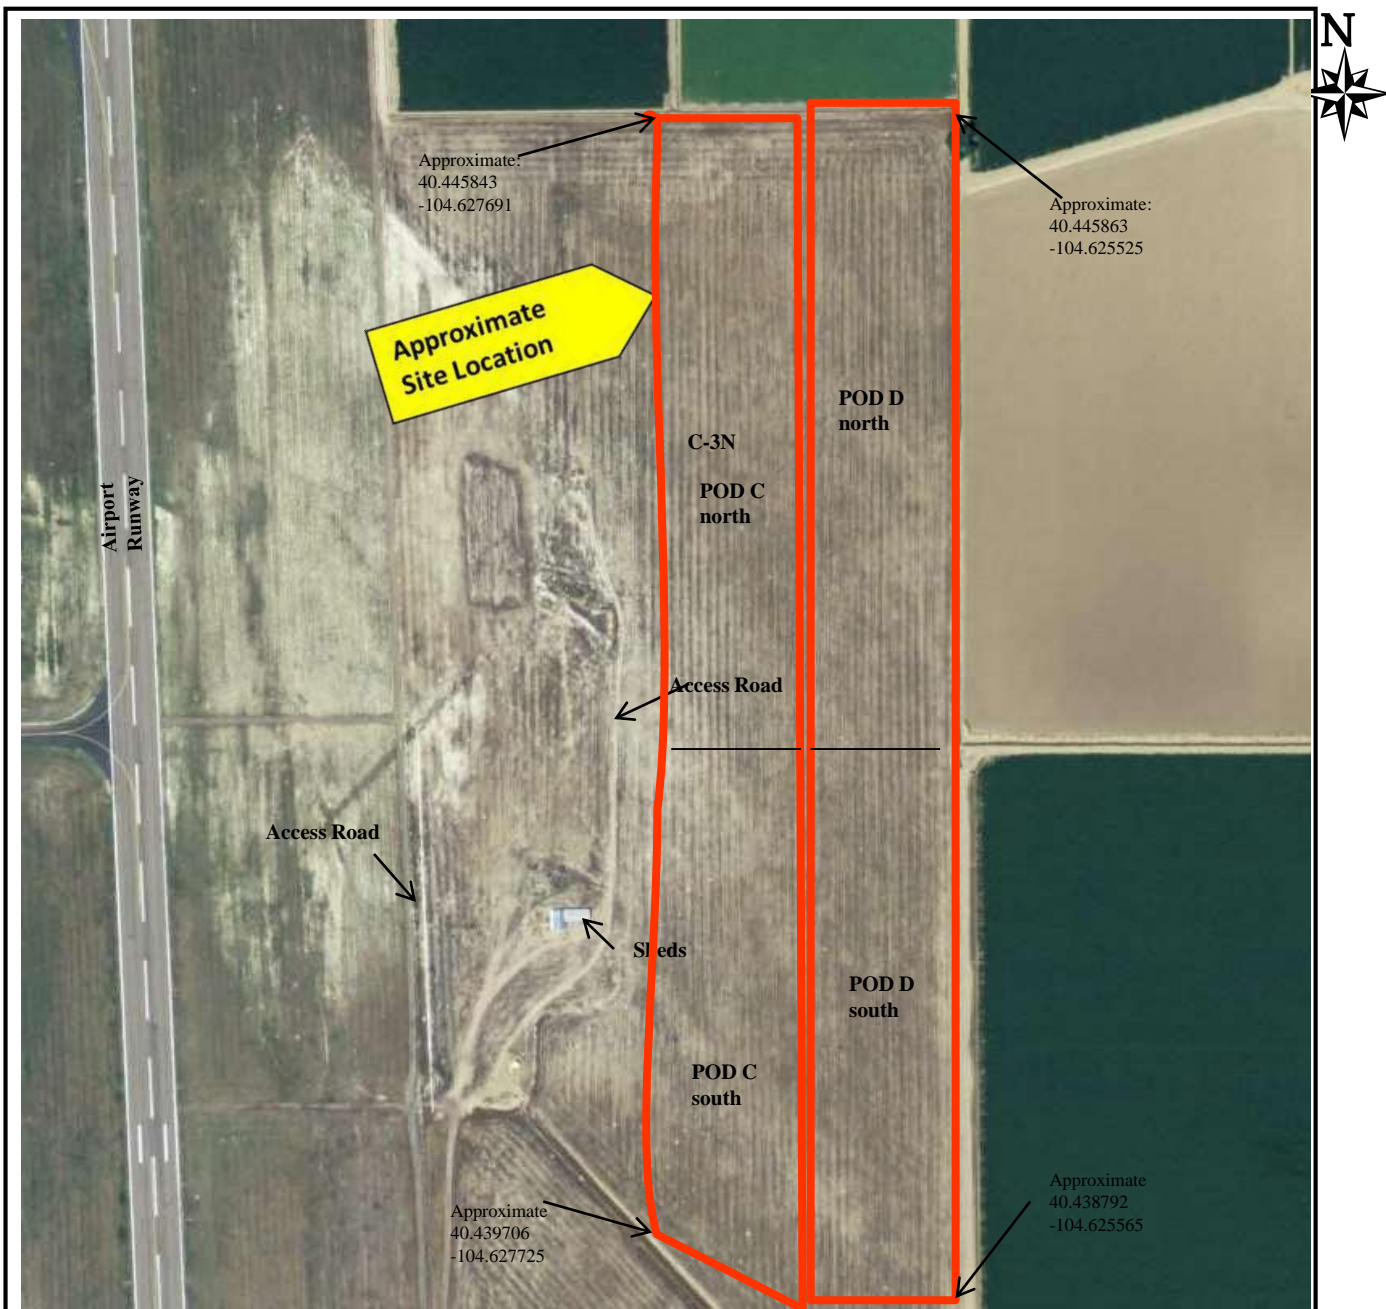 N
Approximate:
40.445843
-104.627691
Approximate:
40.445863
-104.625525
Approximate
Site Location
POD D
north
C-3N
POD C
north
Airport
Runway
Access Road
Access Road
Sheds
POD D
south
POD C
south
Approximate
40.439706
-104.627725
Approximate
40.438792
-104.625565